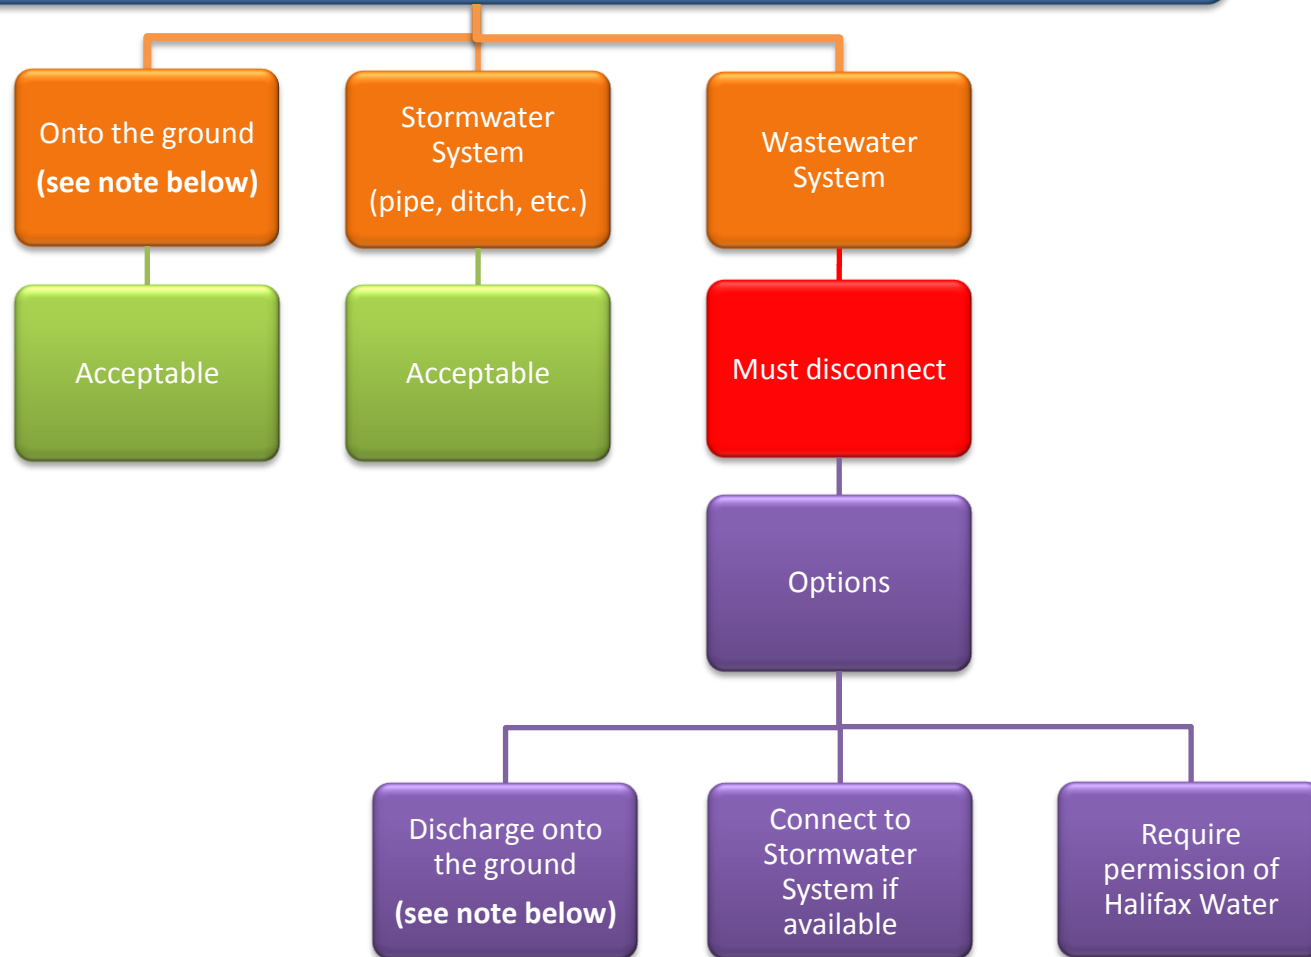 Onto the ground
(see note below)
Stormwater
System
(pipe, ditch, etc.)
Wastewater
System
Acceptable
Acceptable
Must disconnect
Options
Discharge onto
the ground
(see note below)
Connect to
Stormwater
System if
available
Require
permission of
Halifax Water